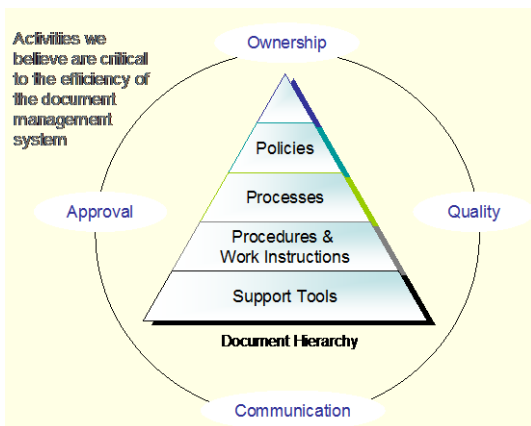 Activities we
believe are critical
to the efficiency of
the document
management
system
Ownership
Policies
Approval
Processes
Quality
Procedures &
Work Instructions
Support Tools
Document Hierarchy
Communication